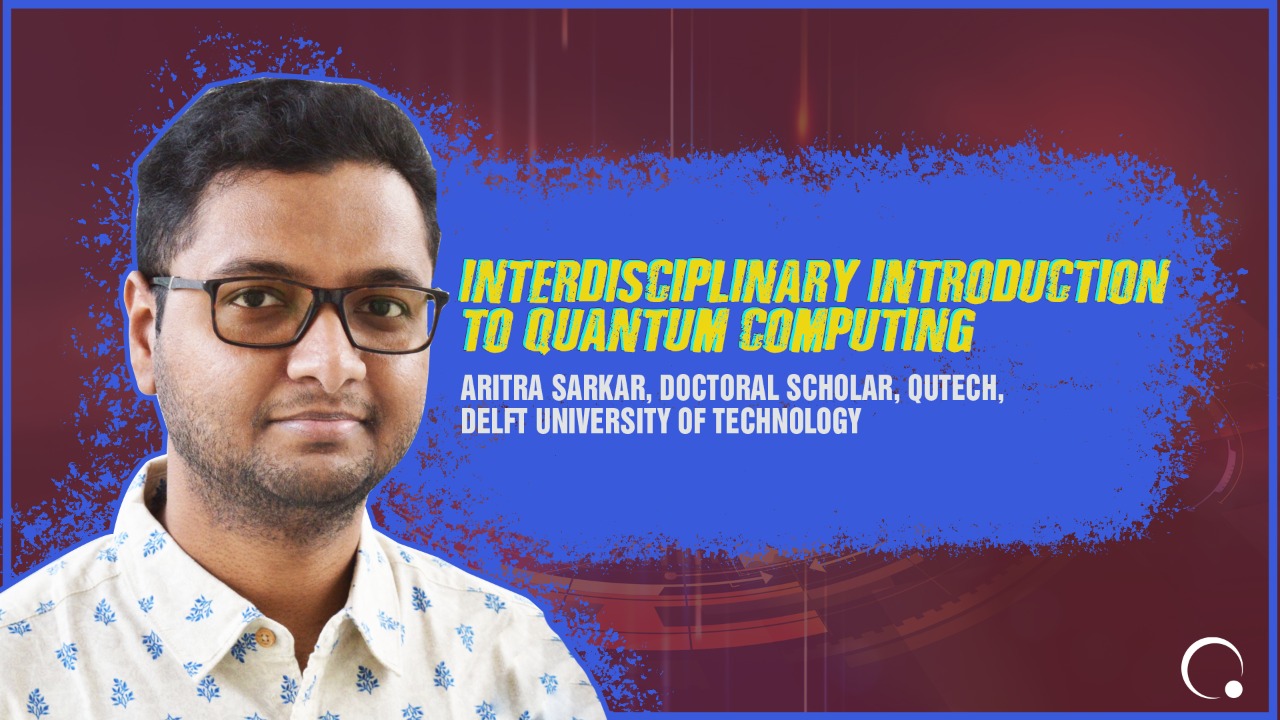 INTERDISCIPLINARY INTRODUCTION
TO QUANTUM COMPUTING
ARITRA SARKAR, DOCTORAL SCHOLAR, QUTECH,
DELFT UNIVERSITY OF TECHNOLOGY